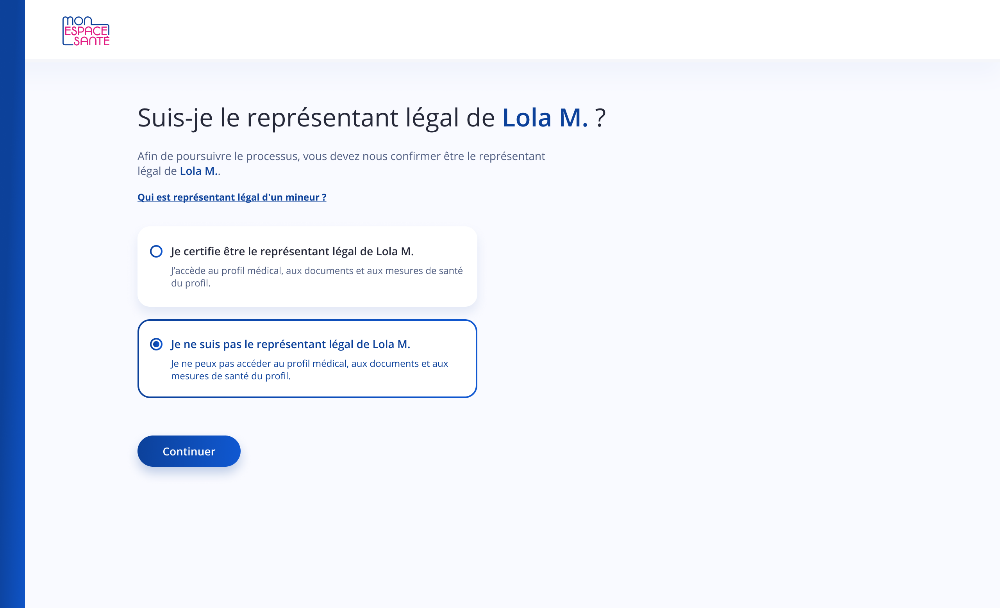 mon
ESPACE
SANTÉ
Suis-je le représentant légal de Lola M. ?
Afin de poursuivre le processus, vous devez nous confirmer être le représentant
légal de Lola M..
Qui est représentant légal d'un mineur ?
Je certifie être le représentant légal de Lola M.
J’accède au profil médical, aux documents et aux mesures de santé
du profil.
Je ne suis pas le représentant légal de Lola M.
Je ne peux pas accéder au profil médical, aux documents et aux
mesures de santé du profil.
Continuer